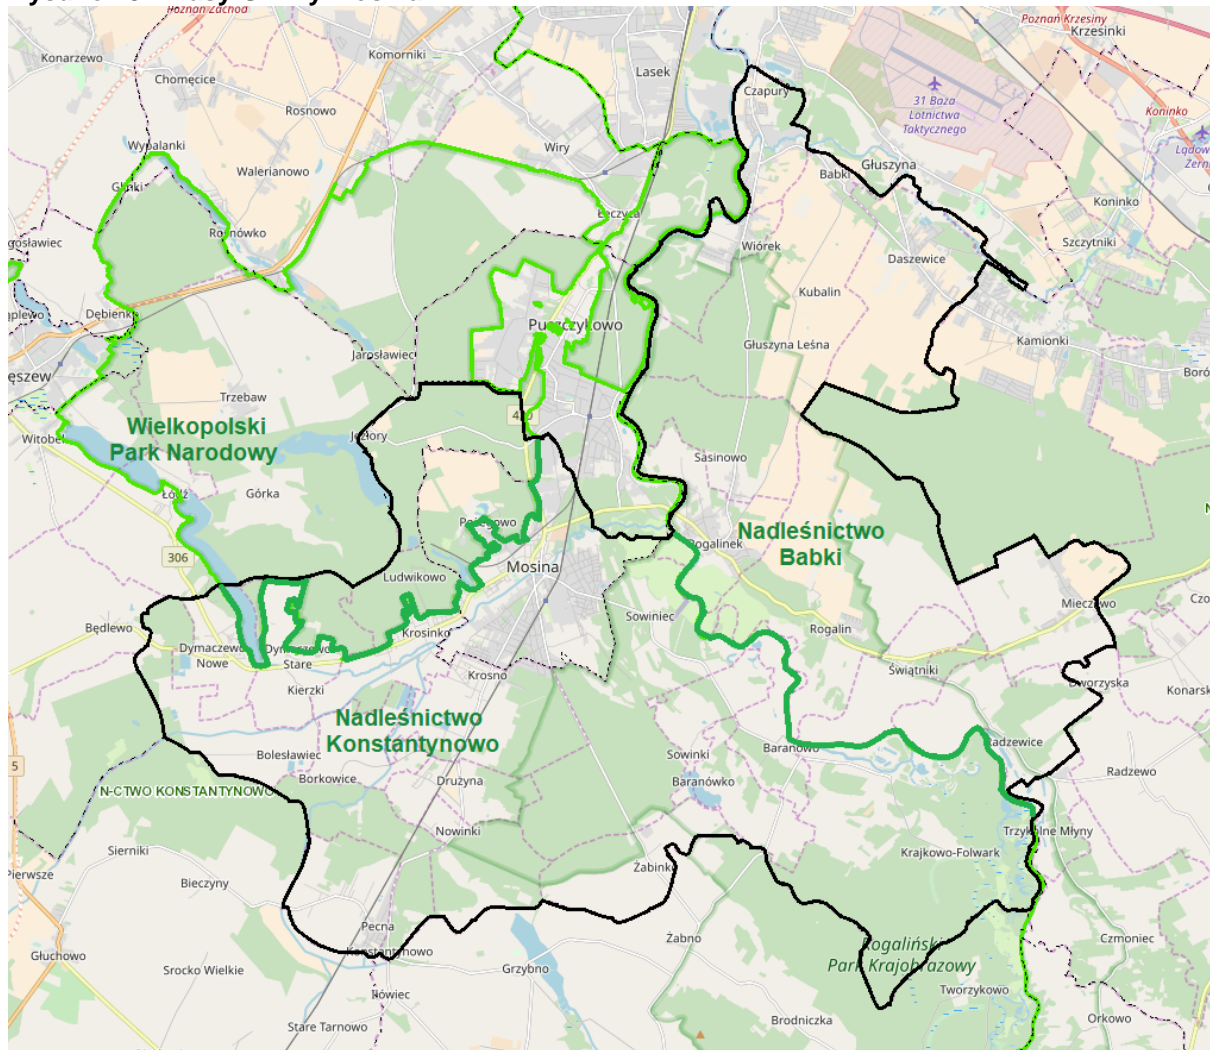 Poznań Zachód
Konarzewo
Komorniki
Chomęcice
Rosnowo
Lasek
Poznań Krzesiny
Krzesinki
Czapury
31 Baza
Lotnictwa
Taktycznego
Koninko
Wypalanki
Walerianowo
Wiry
Głuszyna
Babki
Rosnówko
Łęczyca
Wiórek
Koninko
Szczytniki
Daszewice
Kubalin
Dębienko
Puszczykowo
Jarosławiec
Głuszyna Leśna
Kamionki
Trzebaw
Wielkopolski
Park Narodowy
Jeziory
Górka
Łódź
Sasinowo
306
Pożegowo
Rogalinek
Nadleśnictwo
Babki
Mosina
Ludwikowo
Mieczewo
Będlewo
Krosinko
Sowiniec
Rogalin
Dymaczewo
Nowe
Dymaczewo
Stare
Świątniki
Dworzyska
Krosno
Kierzki
Nadleśnictwo
Konstantynowo
Bolesławiec
Borkowice
Drużyna
Sowinki
Baranówko
Baranowo
Radzewice
Radzewo
5
N-CTWO KONSTANTYNOWO
Nowinki
Trzykolne Młyny
Sierniki
Krajkowo-Folwark
Bieczyny
Żabinko
Pecna
Konstantynowo
Żabno
Rogaliński
Park Krajobrazowy
Czmoniec
Głuchowo
Srocko Wielkie
Grzybno
Iłówiec
Tworzykowo
Stare Tarnowo
Brodniczka
Orkowo